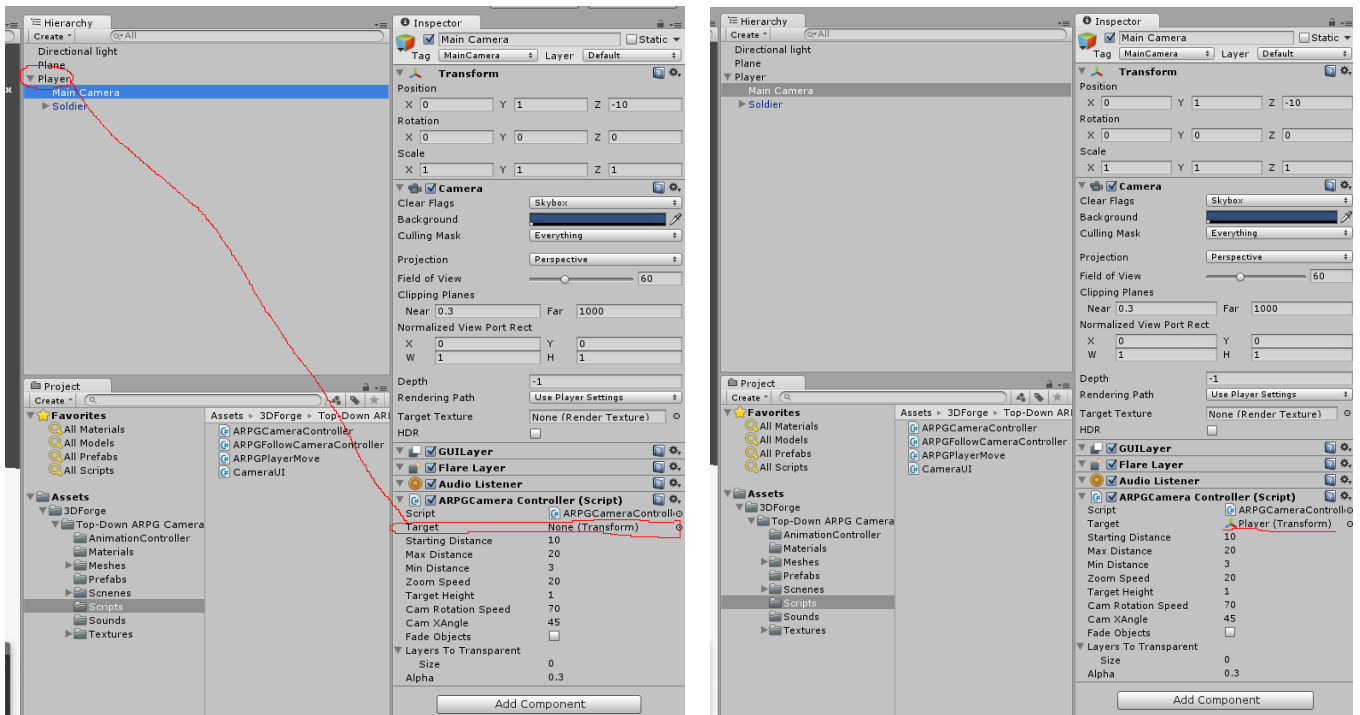 Hierarchy
Create
All
Directional light
Plane
Player
Main Camera
Soldier
Project
Create
Favorites
All Materials
All Models
All Prefabs
All Scripts
Assets
3DForge
Top-Down ARPG Camera
AnimationController
Materials
Meshes
Prefabs
Scnenes
Scripts
Sounds
Textures
Assets 3DForge Top-Down ARI
ARPGCameraController
ARPGFollowCameraController
ARPGPlayerMove
CameraUI
Inspector
Main Camera Static
Tag MainCamera Layer Default
Transform
Position
X 0 Y 1 Z -10
Rotation
X 0 Y 0 Z 0
Scale
X 1 Y 1 Z 1
Camera
Clear Flags Skybox
Background
Culling Mask Everything
Projection Perspective
Field of View 60
Clipping Planes
Near 0.3 Far 1000
Normalized View Port Rect
X 0 Y 0
W 1 H 1
Depth -1
Rendering Path Use Player Settings
Target Texture None (Render Texture)
HDR
GUILayer
Flare Layer
Audio Listener
ARPGCamera Controller (Script)
Script ARPGCameraControll
Target None (Transform)
Starting Distance 10
Max Distance 20
Min Distance 3
Zoom Speed 20
Target Height 1
Cam Rotation Speed 70
Cam XAngle 45
Fade Objects
Layers To Transparent
Size 0
Alpha 0.3
Add Component
Hierarchy
Create
All
Directional light
Plane
Player
Main Camera
Soldier
Project
Create
Favorites
All Materials
All Models
All Prefabs
All Scripts
Assets
3DForge
Top-Down ARPG Camera
AnimationController
Materials
Meshes
Prefabs
Scnenes
Scripts
Sounds
Textures
Assets 3DForge Top-Down ARI
ARPGCameraController
ARPGFollowCameraController
ARPGPlayerMove
CameraUI
Inspector
Main Camera Static
Tag MainCamera Layer Default
Transform
Position
X 0 Y 1 Z -10
Rotation
X 0 Y 0 Z 0
Scale
X 1 Y 1 Z 1
Camera
Clear Flags Skybox
Background
Culling Mask Everything
Projection Perspective
Field of View 60
Clipping Planes
Near 0.3 Far 1000
Normalized View Port Rect
X 0 Y 0
W 1 H 1
Depth -1
Rendering Path Use Player Settings
Target Texture None (Render Texture)
HDR
GUILayer
Flare Layer
Audio Listener
ARPGCamera Controller (Script)
Script ARPGCameraControll
Target Player (Transform)
Starting Distance 10
Max Distance 20
Min Distance 3
Zoom Speed 20
Target Height 1
Cam Rotation Speed 70
Cam XAngle 45
Fade Objects
Layers To Transparent
Size 0
Alpha 0.3
Add Component